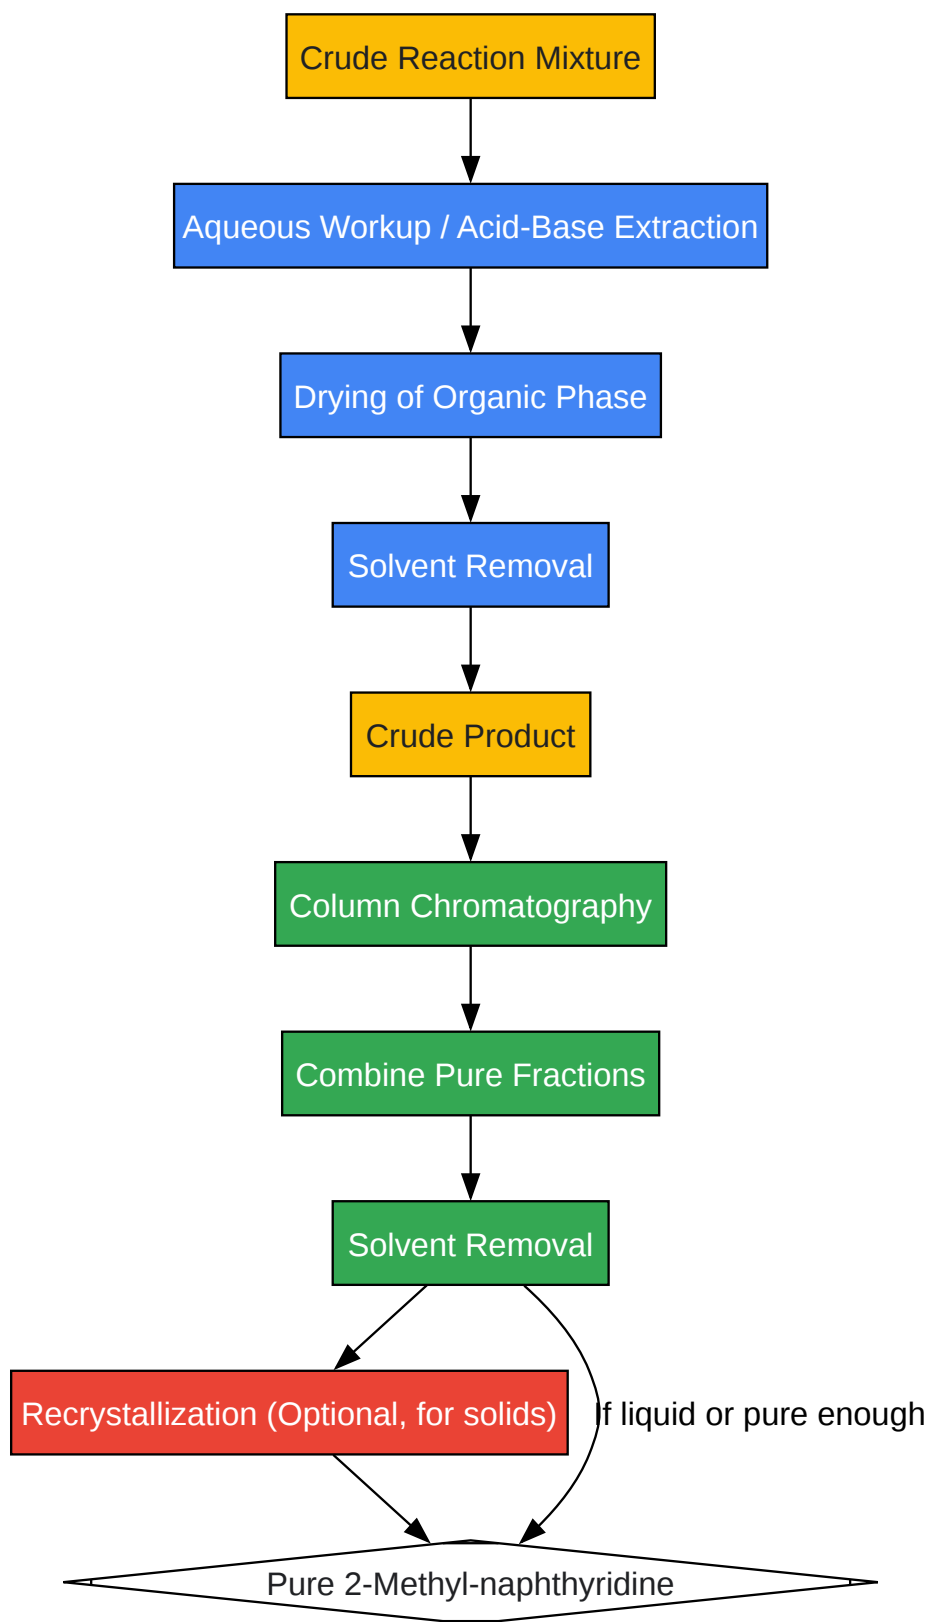 Crude Reaction Mixture
Aqueous Workup / Acid-Base Extraction
Drying of Organic Phase
Solvent Removal
Crude Product
Column Chromatography
Combine Pure Fractions
Solvent Removal
Recrystallization (Optional, for solids)
If liquid or pure enough
Pure 2-Methyl-naphthyridine